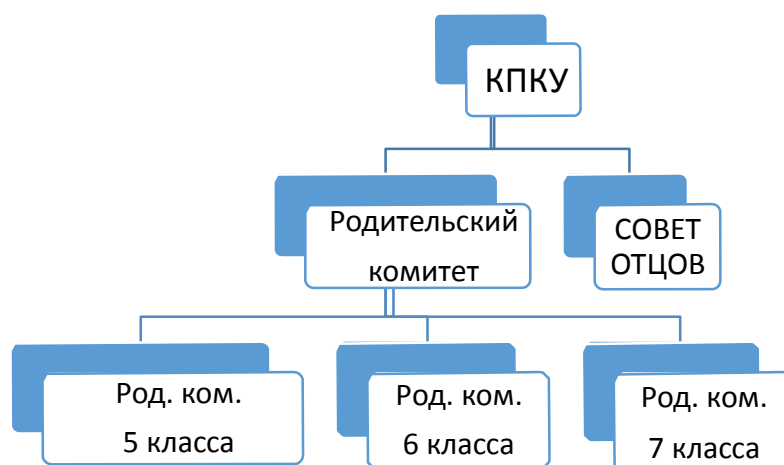 КПКУ
Родительский
комитет
СОВЕТ
ОТЦОВ
Род. ком.
5 класса
Род. ком.
6 класса
Род. ком.
7 класса